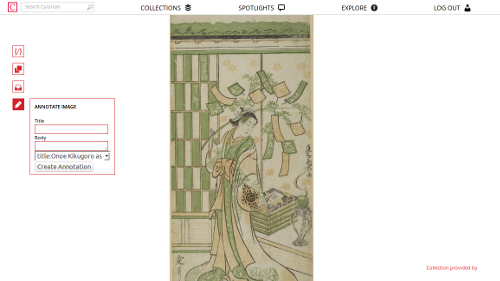 C
Search Curarium
COLLECTIONS
SPOTLIGHTS
EXPLORE
LOG OUT
{/}
ANNOTATE IMAGE
Title
Body
title:Onoe Kikugoro as
Create Annotation
Collection provided by